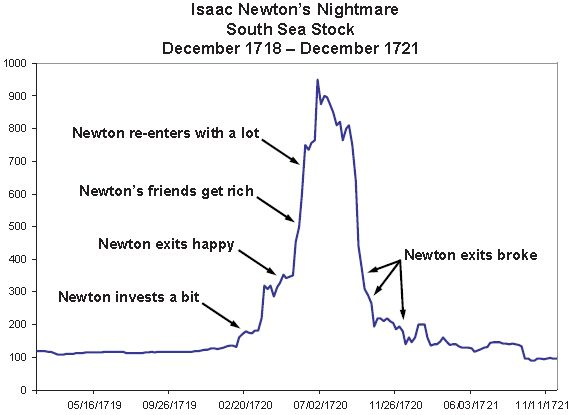 Isaac Newton's Nightmare
South Sea Stock
December 1718 – December 1721
1000
900
Newton re-enters with a lot
800
700
Newton's friends get rich
600
500
Newton exits happy
Newton exits broke
400
300
Newton invests a bit
200
100
0
05/16/1719
09/26/1719
02/20/1720
07/02/1720
11/26/1720
06/03/1721
11/11/1721